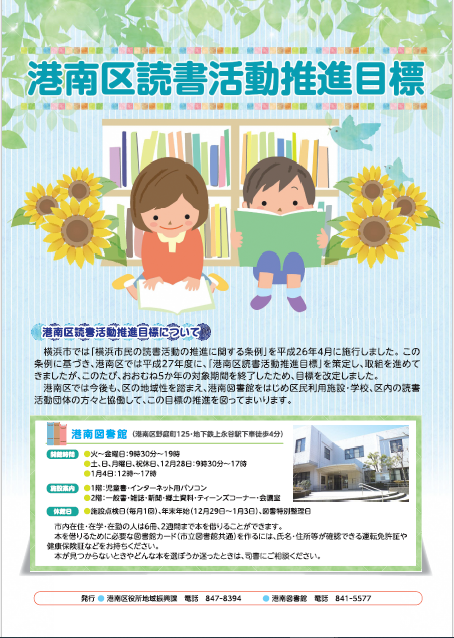 港南区読書活動推進目標
港南区読書活動推進目標について
横浜市では「横浜市民の読書活動の推進に関する条例」を平成26年4月に施行しました。この
条例に基づき、港南区では平成27年度に、「港南区読書活動推進目標」を策定し、取組を進めて
きましたが、このたび、おおむね5か年の対象期間を終了したため、目標を改定しました。
港南区では今後も、区の地域性を踏まえ、港南図書館をはじめ区民利用施設・学校、区内の読書
活動団体の方々と協働して、この目標の推進を図ってまいります。
港南図書館 (港南区野庭町125・地下鉄上永谷駅下車徒歩4分)
開館時間 ●火～金曜日:9時30分～19時
●土、日、月曜日、祝休日、12月28日:9時30分～17時
●1月4日:12時～17時
施設案内 ●1階:児童書・インターネット用パソコン
●2階:一般書・雑誌・新聞・郷土資料・ティーンズコーナー・会議室
休館日 ●施設点検日(毎月1回)、年末年始(12月29日～1月3日)、図書特別整理日
市内在住・在学・在勤の人は6冊、2週間まで本を借りることができます。
本を借りるために必要な図書館カード(市立図書館共通)を作るには、氏名・住所等が確認できる運転免許証や
健康保険証などをお持ちください。
本が見つからないときやどんな本を選ぼうか迷ったときは、司書にご相談ください。
発行 ●港南区役所地域振興課 電話 847-8394 ●港南図書館 電話 841-5577